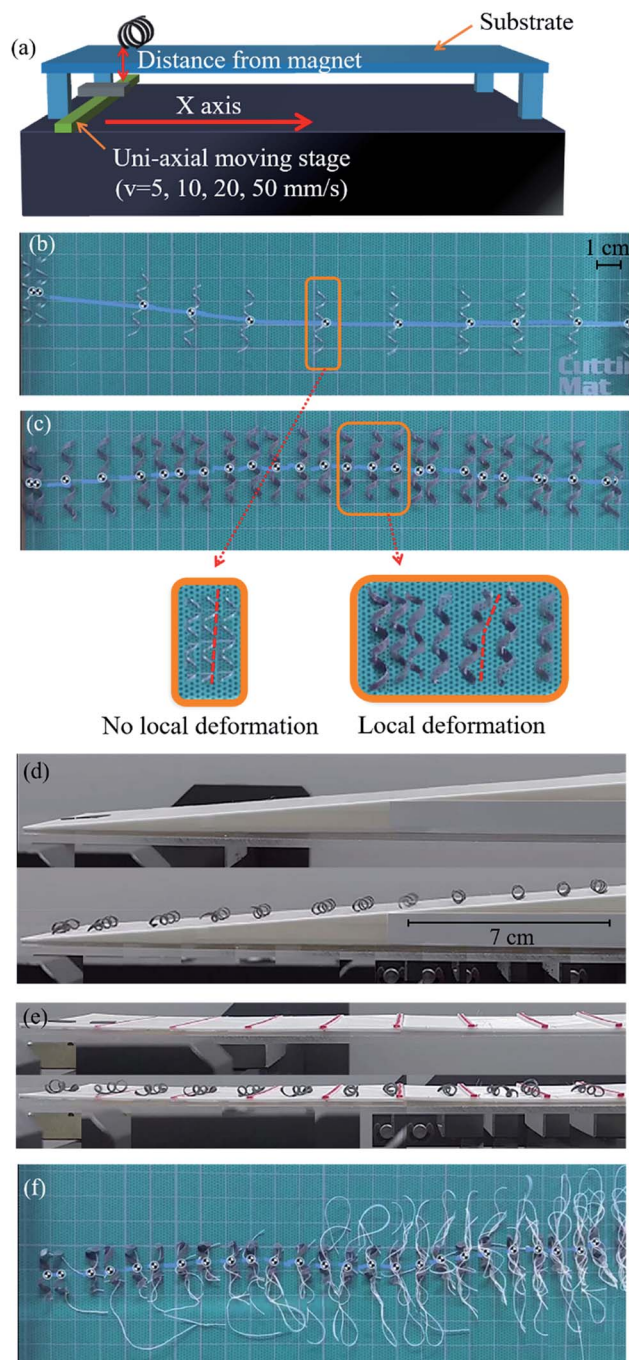 (a)
Substrate
Distance from magnet
X axis
Uni-axial moving stage
(v=5, 10, 20, 50 mm/s)
(b)
1 cm
Cuttin
Mat
(c)
No local deformation
Local deformation
(d)
7 cm
(e)
(f)